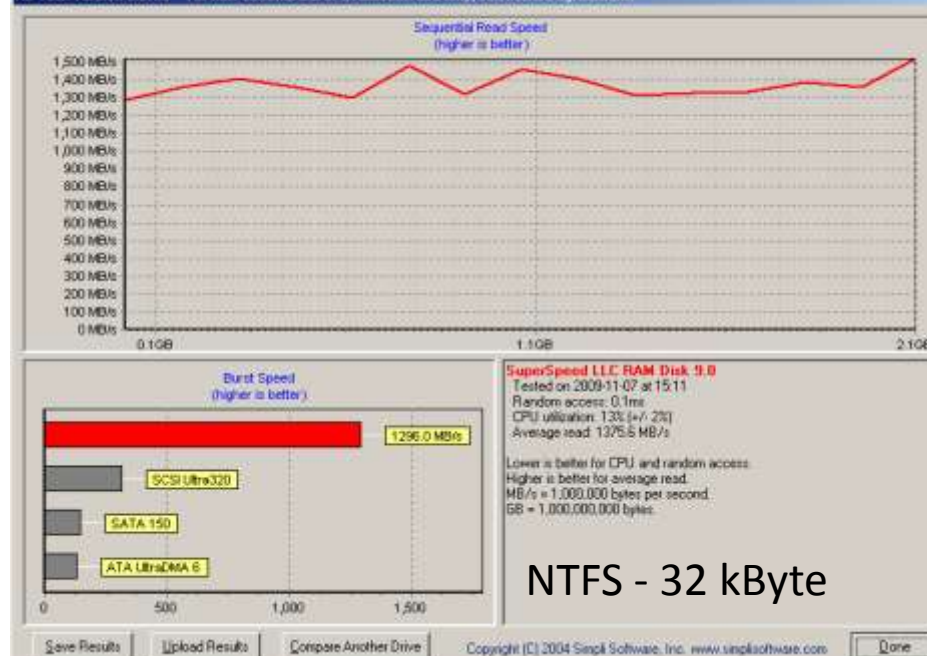 Sequential Read Speed
(higher is better)
1,500 MB/s
1,400 MB/s
1,300 MB/s
1,200 MB/s
1,100 MB/s
1,000 MB/s
900 MB/s
800 MB/s
700 MB/s
600 MB/s
500 MB/s
400 MB/s
300 MB/s
200 MB/s
100 MB/s
0 MB/s
0.1GB 1.1GB 2.1GB
Burst Speed
(higher is better)
1296.0 MB/s
SCSI Ultra320
SATA 150
ATA UltraDMA 6
0 500 1,000 1,500
SuperSpeed LLC RAM Disk 9.0
Tested on 2009-11-07 at 15:11
Random access: 0.1ms
CPU utilization: 13% (+/- 2%)
Average read: 1375.6 MB/s
Lower is better for CPU and random access.
Higher is better for average read.
MB/s = 1,000,000 bytes per second.
GB = 1,000,000,000 bytes.
NTFS - 32 kByte
Save Results Upload Results Compare Another Drive Copyright (C) 2004 Simpli Software, Inc. www.simplisoftware.com Done